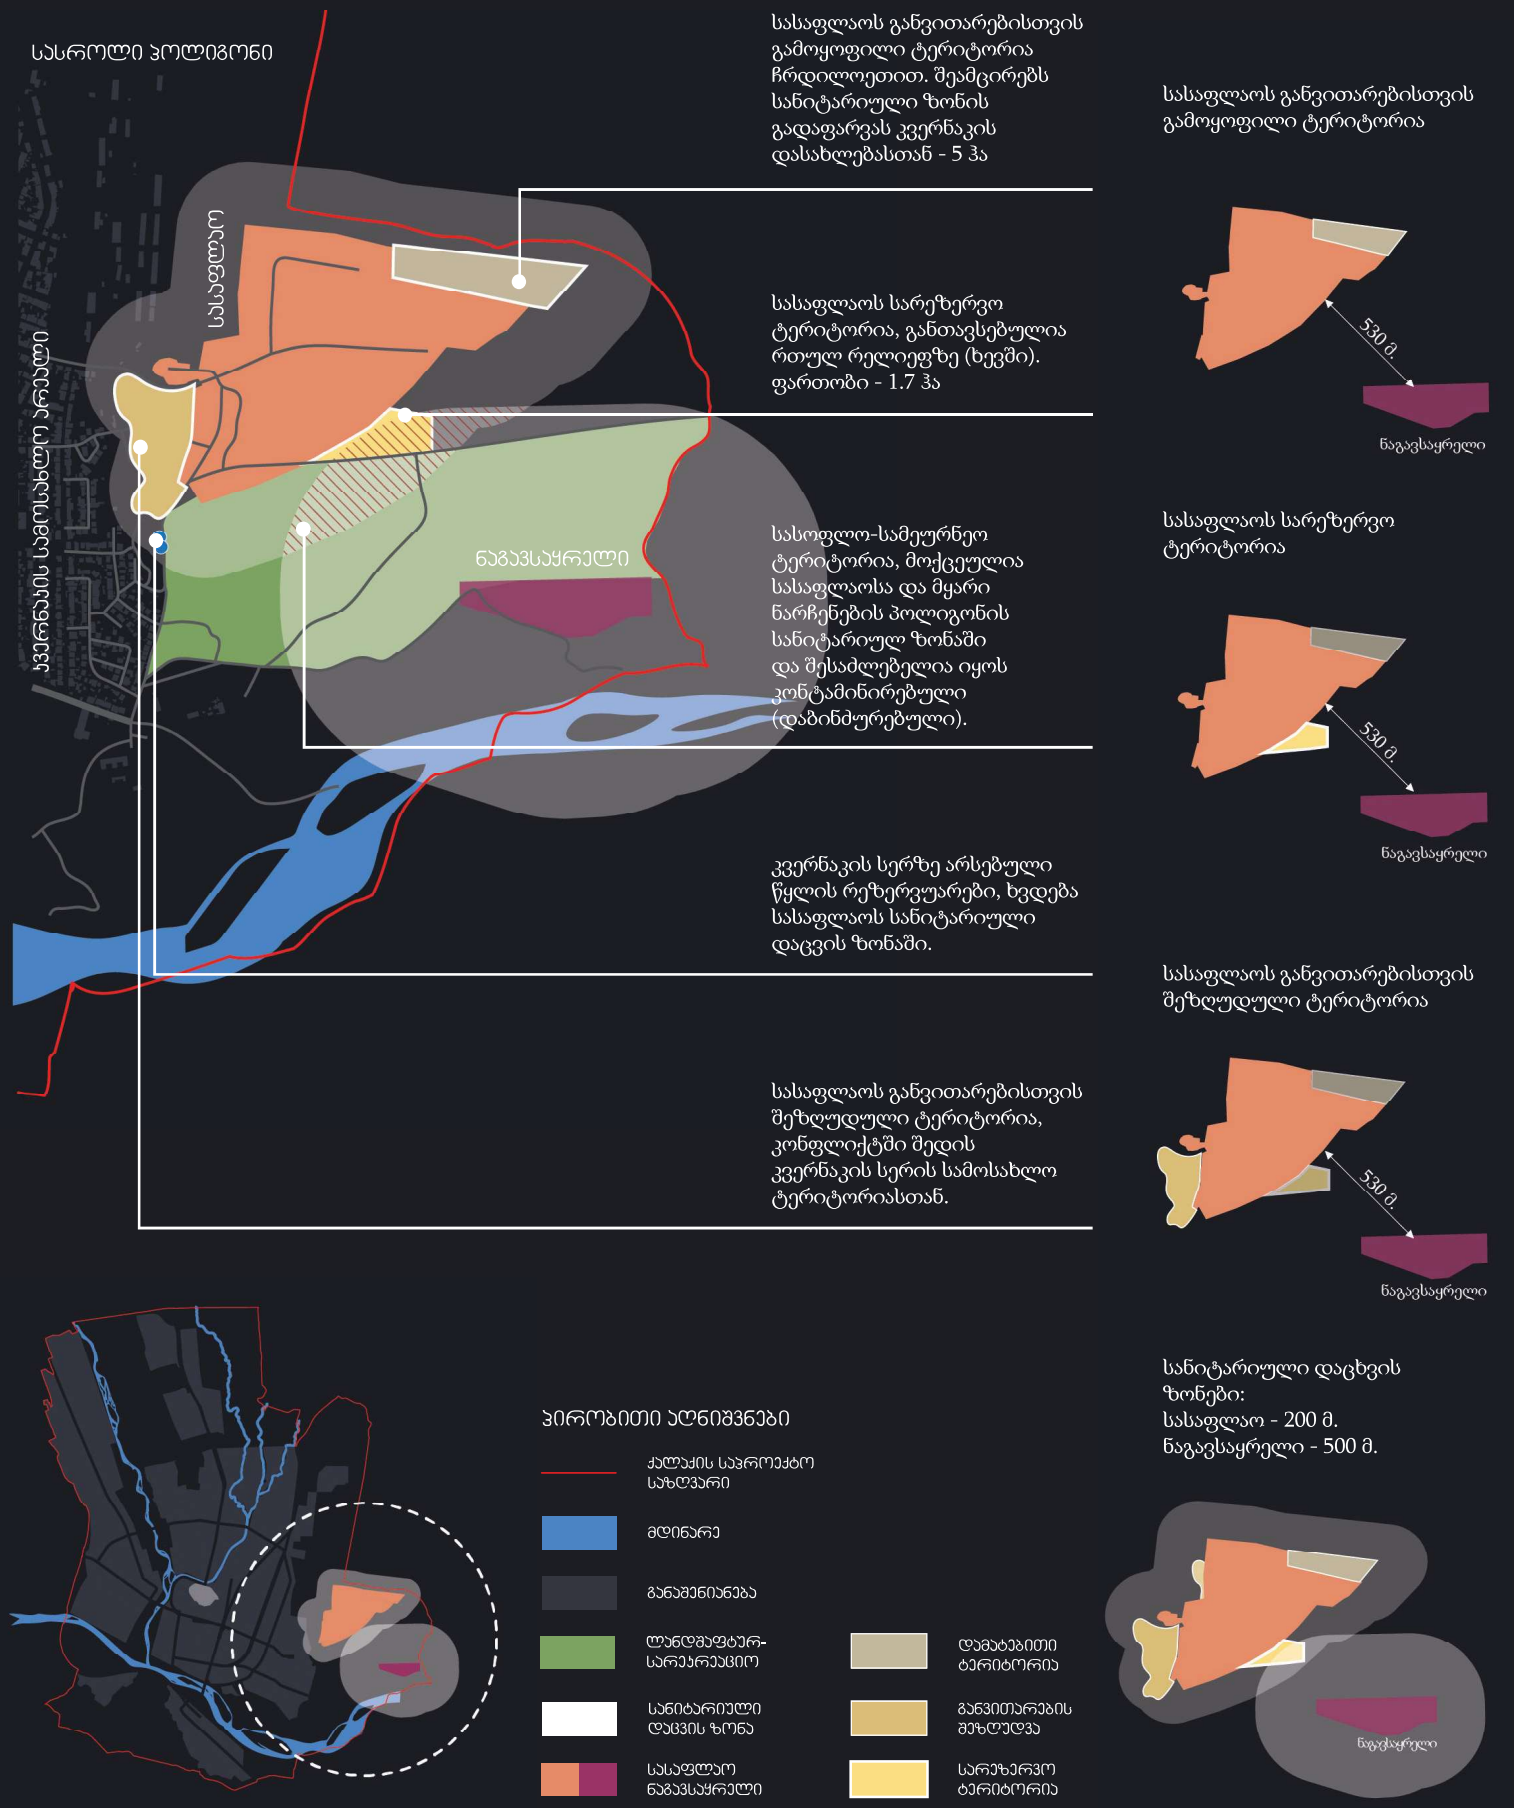 სასროლი პოლიგონი
სასაფლაო
კვერნაკის სამოსახლო არეალი
ნაგავსაყრელი
სასაფლაოს განვითარებისთვის
გამოყოფილი ტერიტორია
ჩრდილოეთით. შეამცირებს
სანიტარიული ზონის
გადაფარვას კვერნაკის
დასახლებასთან - 5 ჰა
სასაფლაოს სარეზერვო
ტერიტორია, განთავსებულია
რთულ რელიეფზე (ხევში).
ფართობი - 1.7 ჰა
სასოფლო-სამეურნეო
ტერიტორია, მოქცეულია
სასაფლაოსა და მყარი
ნარჩენების პოლიგონის
სანიტარიულ ზონაში
და შესაძლებელია იყოს
კონტამინირებული
(დაბინძურებული).
კვერნაკის სერზე არსებული
წყლის რეზერვუარები, ხვდება
სასაფლაოს სანიტარიული
დაცვის ზონაში.
სასაფლაოს განვითარებისთვის
შეზღუდული ტერიტორია,
კონფლიქტში შედის
კვერნაკის სერის სამოსახლო
ტერიტორიასთან.
სასაფლაოს განვითარებისთვის
გამოყოფილი ტერიტორია
530 მ.
ნაგავსაყრელი
სასაფლაოს სარეზერვო
ტერიტორია
530 მ.
ნაგავსაყრელი
სასაფლაოს განვითარებისთვის
შეზღუდული ტერიტორია
530 მ.
ნაგავსაყრელი
სანიტარიული დაცხვის
ზონები:
სასაფლაო - 200 მ.
ნაგავსაყრელი - 500 მ.
ნაგავსაყრელი
პირობითი აღნიშვნები
ქალაქის საპროექტო
საზღვარი
მდინარე
განაშენიანება
ლანდშაფტურ-
სარეკრეაციო
სანიტარიული
დაცვის ზონა
სასაფლაო
ნაგავსაყრელი
დამატებითი
ტერიტორია
განვითარების
შეზღუდვა
სარეზერვო
ტერიტორია